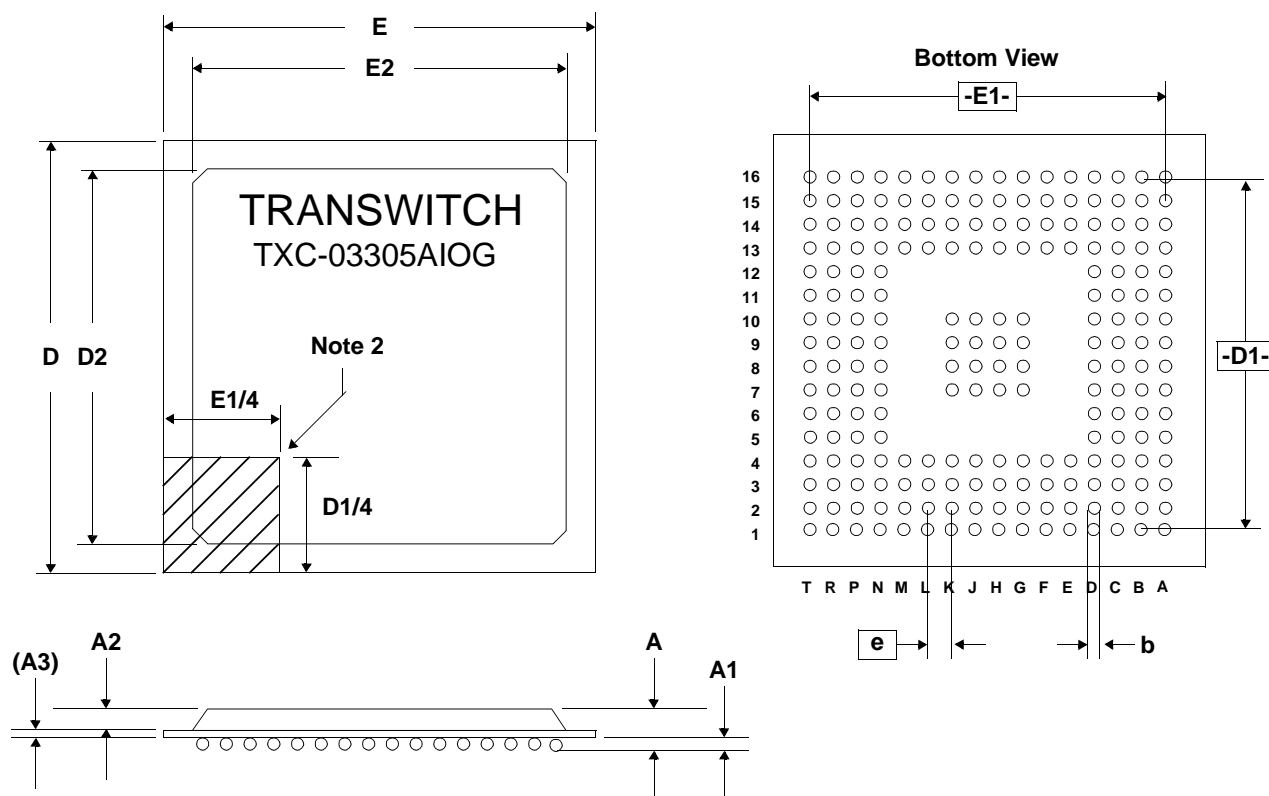 E
E2
Bottom View
-E1-
TRANSWITCH
TXC-03305AIOG
Note 2
D
D2
E1/4
D1/4
16
15
14
13
12
11
10
9
8
7
6
5
4
3
2
1
-D1-
T R P N M L K J H G F E D C B A
e
b
(A3)
A2
A
A1